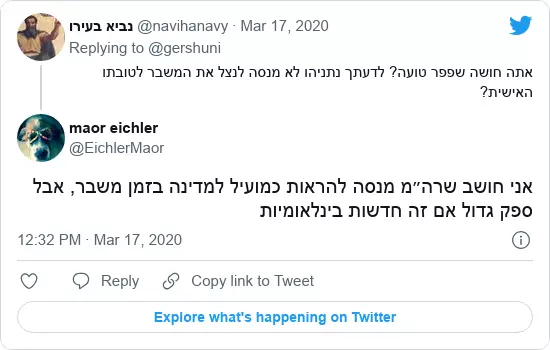 נביא בעירו @navihanavy · Mar 17, 2020
Replying to @gershuni
אתה חושה שפפר טועה? לדעתך נתניהו לא מנסה לנצל את המשבר לטובתו
האישית?
maor eichler
@EichlerMaor
אני חושב שרה״מ מנסה להראות כמועיל למדינה בזמן משבר, אבל
ספק גדול אם זה חדשות בינלאומיות
12:32 PM · Mar 17, 2020
Reply
Copy link to Tweet
Explore what's happening on Twitter